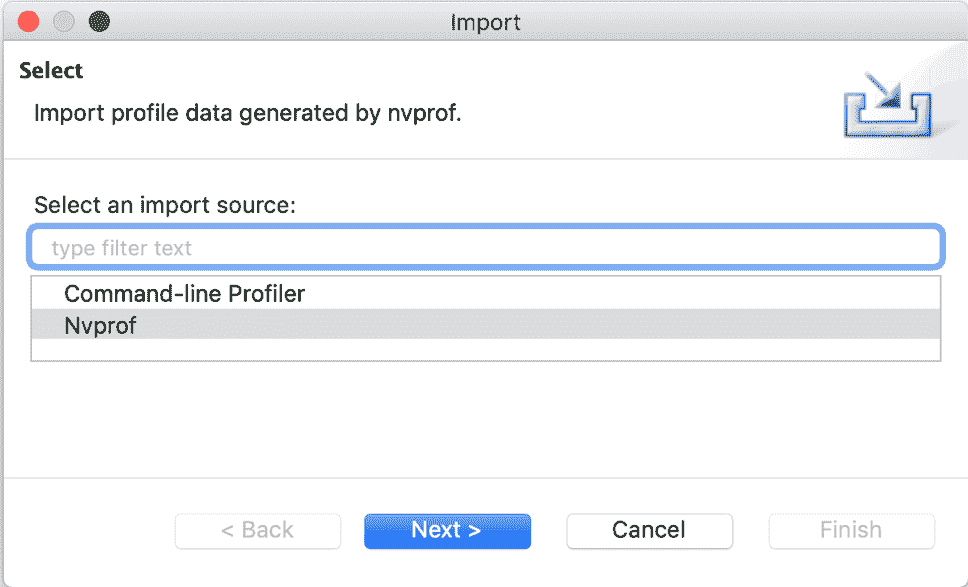 Import
Select
Import profile data generated by nvprof.
Select an import source:
type filter text
Command-line Profiler
Nvprof
< Back Next > Cancel Finish